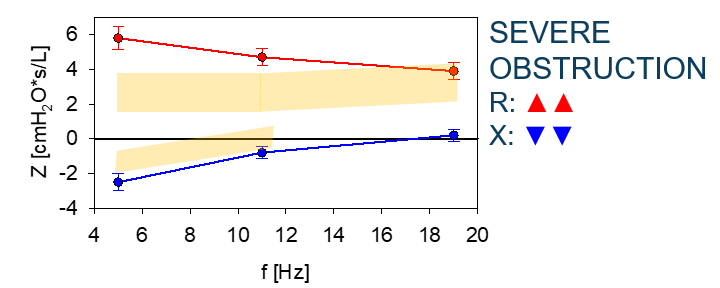 SEVERE
OBSTRUCTION
R: ▲▲
X: ▼▼
Z [cmH2O*s/L]
6
4
2
0
-2
-4
4 6 8 10 12 14 16 18 20
f [Hz]